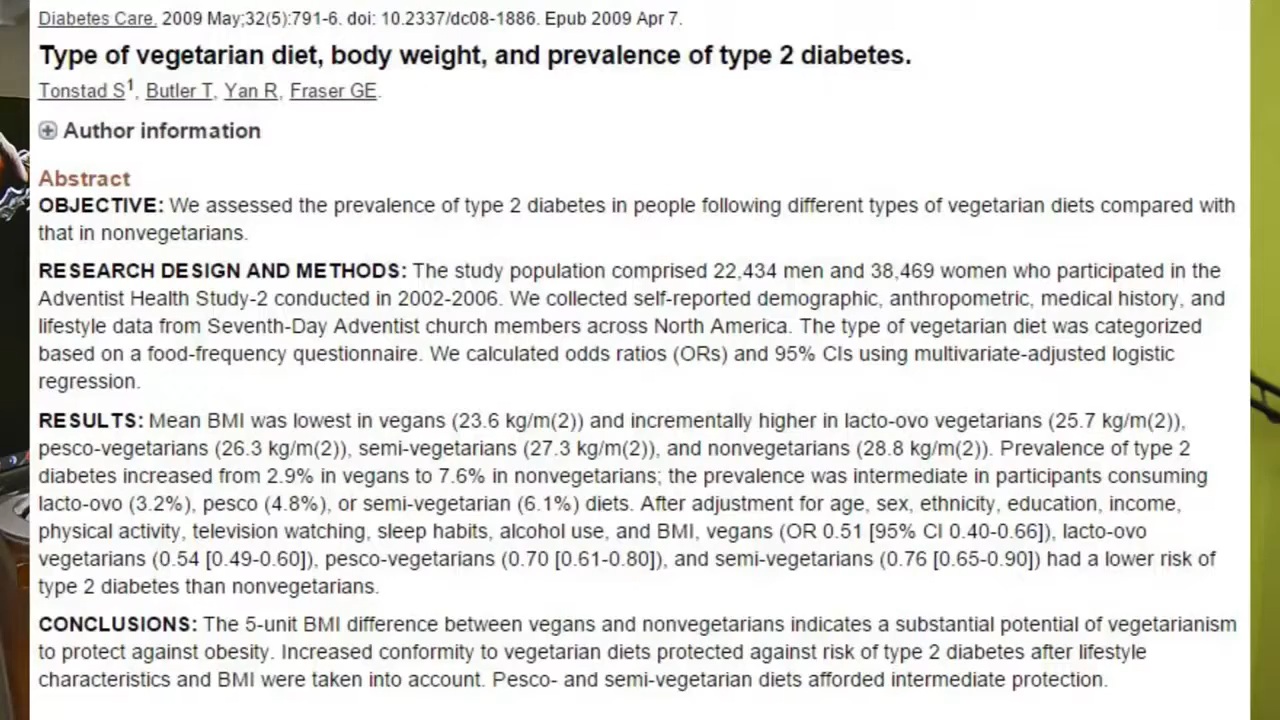 Diabetes Care. 2009 May;32(5):791-6. doi: 10.2337/dc08-1886. Epub 2009 Apr 7.
Type of vegetarian diet, body weight, and prevalence of type 2 diabetes.
Tonstad S1, Butler T, Yan R, Fraser GE.
Author information
Abstract
OBJECTIVE: We assessed the prevalence of type 2 diabetes in people following different types of vegetarian diets compared with
that in nonvegetarians.
RESEARCH DESIGN AND METHODS: The study population comprised 22,434 men and 38,469 women who participated in the
Adventist Health Study-2 conducted in 2002-2006. We collected self-reported demographic, anthropometric, medical history, and
lifestyle data from Seventh-Day Adventist church members across North America. The type of vegetarian diet was categorized
based on a food-frequency questionnaire. We calculated odds ratios (ORs) and 95% CIs using multivariate-adjusted logistic
regression.
RESULTS: Mean BMI was lowest in vegans (23.6 kg/m(2)) and incrementally higher in lacto-ovo vegetarians (25.7 kg/m(2)),
pesco-vegetarians (26.3 kg/m(2)), semi-vegetarians (27.3 kg/m(2)), and nonvegetarians (28.8 kg/m(2)). Prevalence of type 2
diabetes increased from 2.9% in vegans to 7.6% in nonvegetarians; the prevalence was intermediate in participants consuming
lacto-ovo (3.2%), pesco (4.8%), or semi-vegetarian (6.1%) diets. After adjustment for age, sex, ethnicity, education, income,
physical activity, television watching, sleep habits, alcohol use, and BMI, vegans (OR 0.51 [95% CI 0.40-0.66]), lacto-ovo
vegetarians (0.54 [0.49-0.60]), pesco-vegetarians (0.70 [0.61-0.80]), and semi-vegetarians (0.76 [0.65-0.90]) had a lower risk of
type 2 diabetes than nonvegetarians.
CONCLUSIONS: The 5-unit BMI difference between vegans and nonvegetarians indicates a substantial potential of vegetarianism
to protect against obesity. Increased conformity to vegetarian diets protected against risk of type 2 diabetes after lifestyle
characteristics and BMI were taken into account. Pesco- and semi-vegetarian diets afforded intermediate protection.